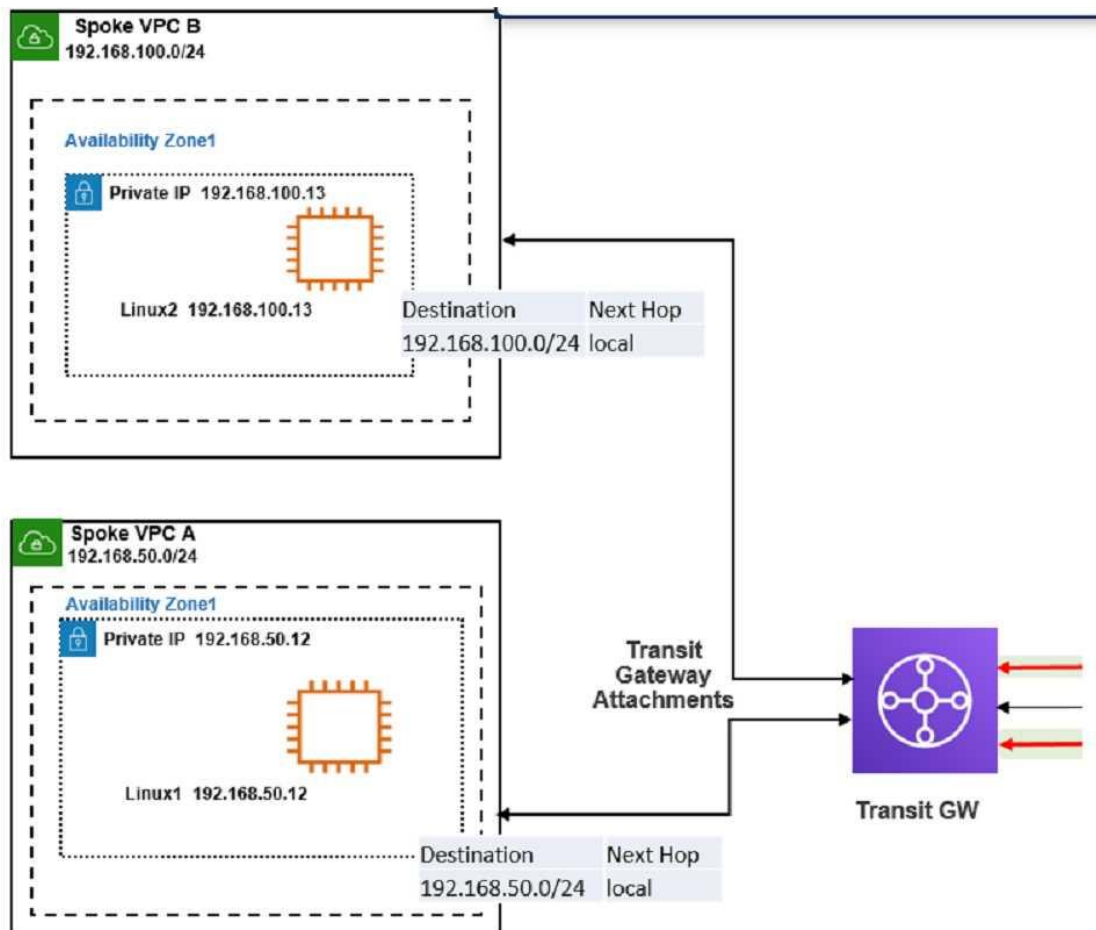 Spoke VPC B
192.168.100.0/24
Availability Zone1
Private IP 192.168.100.13
Linux2 192.168.100.13
Destination Next Hop
192.168.100.0/24 local
Spoke VPC A
192.168.50.0/24
Availability Zone1
Private IP 192.168.50.12
Linux1 192.168.50.12
Destination Next Hop
192.168.50.0/24 local
Transit
Gateway
Attachments
Transit GW